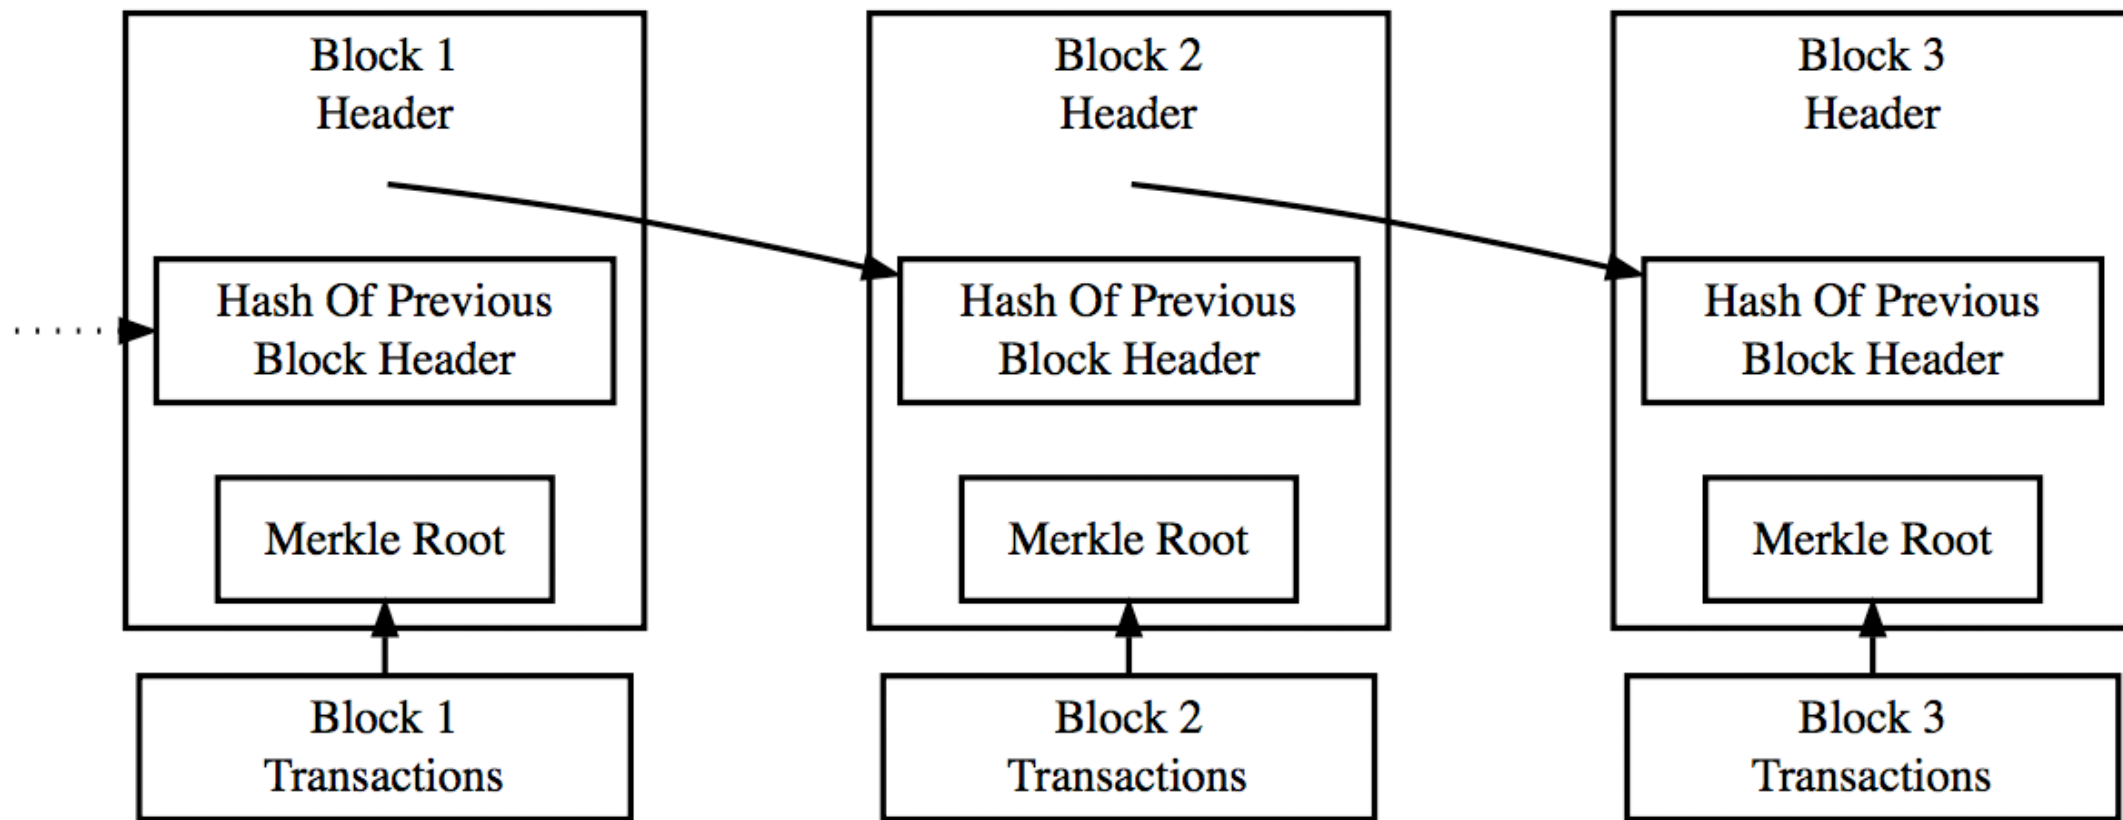 Block 1
Header
Hash Of Previous
Block Header
Merkle Root
Block 1
Transactions
Block 2
Header
Hash Of Previous
Block Header
Merkle Root
Block 2
Transactions
Block 3
Header
Hash Of Previous
Block Header
Merkle Root
Block 3
Transactions